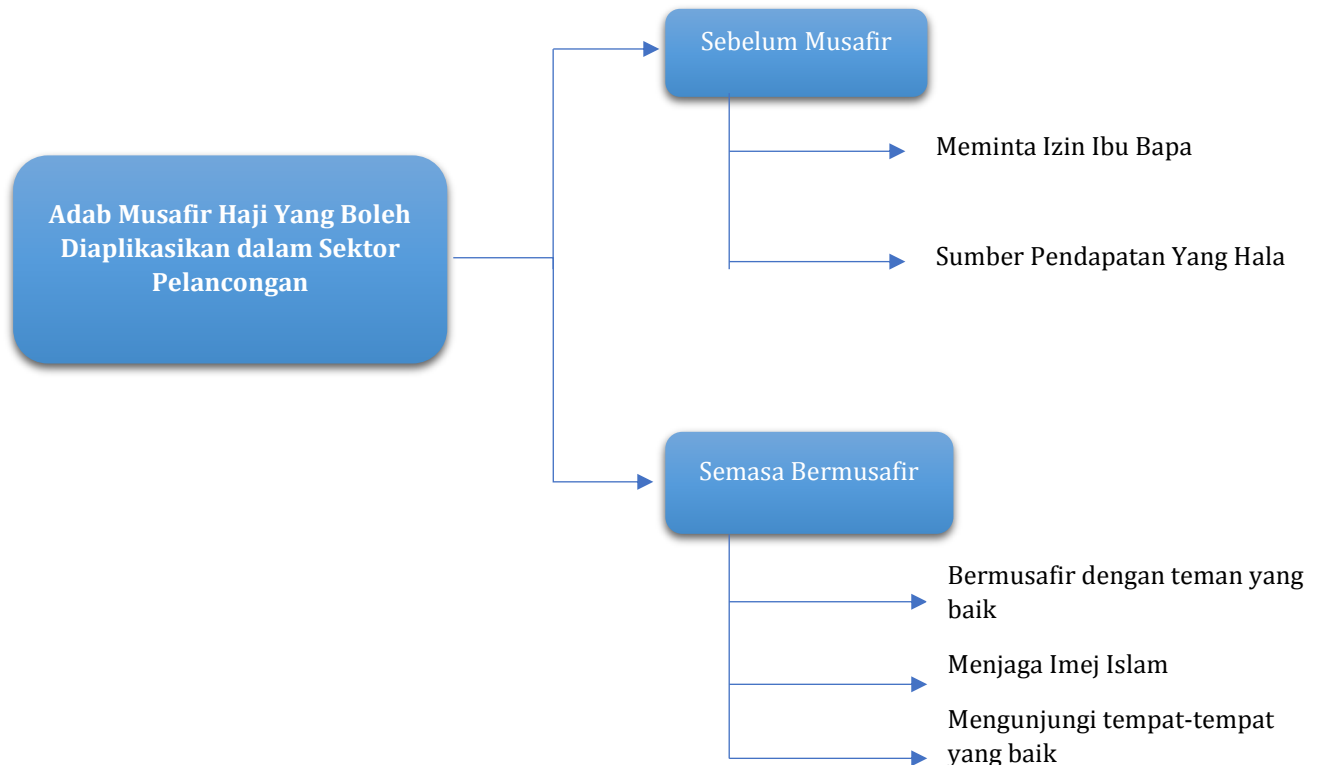 Sebelum Musafir
Meminta Izin Ibu Bapa
Adab Musafir Haji Yang Boleh
Diaplikasikan dalam Sektor
Pelancongan
Sumber Pendapatan Yang Hala
Semasa Bermusafir
Bermusafir dengan teman yang
baik
Menjaga Imej Islam
Mengunjungi tempat-tempat
yang baik